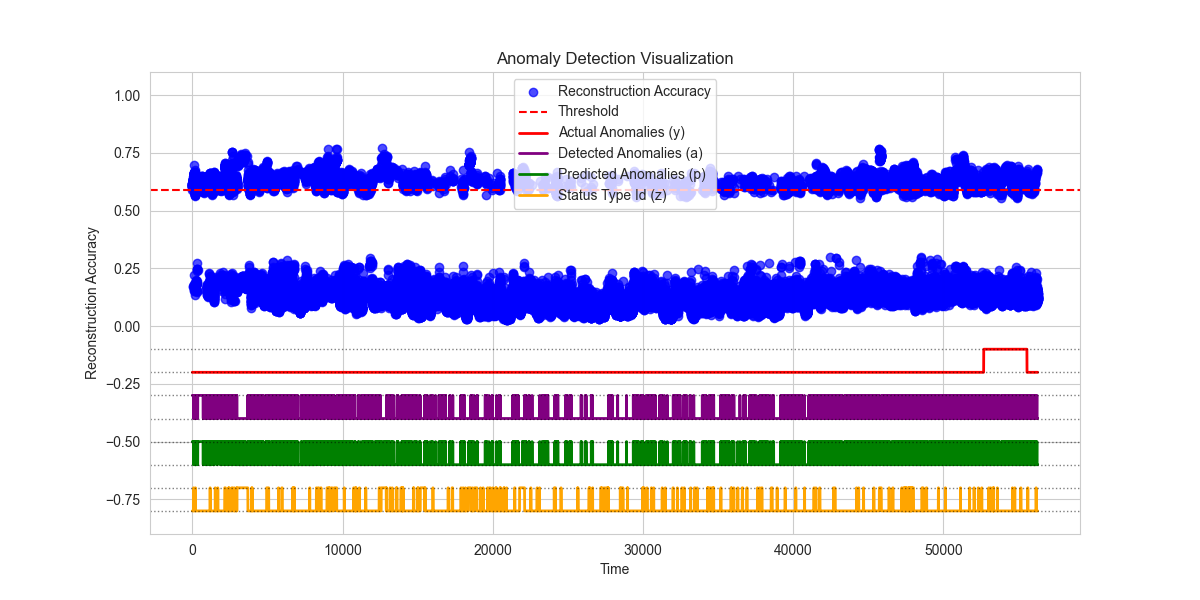 Anomaly Detection Visualization
Reconstruction Accuracy
Threshold
Actual Anomalies (y)
Detected Anomalies (a)
Predicted Anomalies (p)
Status Type Id (z)
Reconstruction Accuracy
1.00
0.75
0.50
0.25
0.00
−0.25
−0.50
−0.75
0 10000 20000 30000 40000 50000
Time